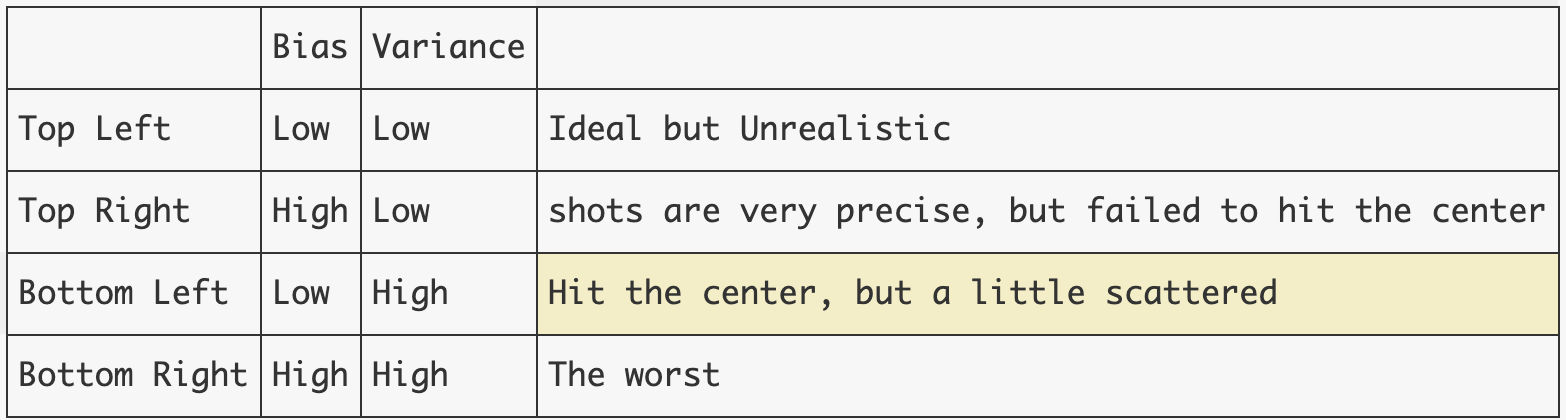 Bias Variance
Top Left Low Low Ideal but Unrealistic
Top Right High Low shots are very precise, but failed to hit the center
Bottom Left Low High Hit the center, but a little scattered
Bottom Right High High The worst